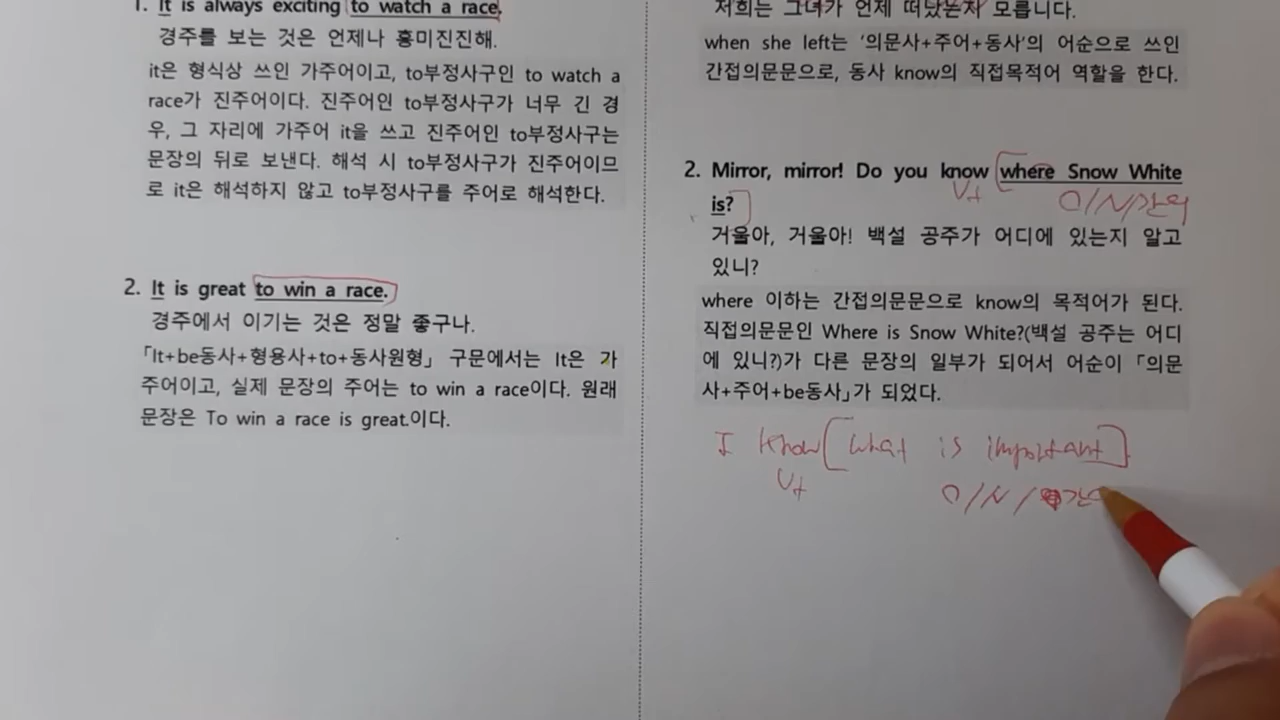 1. It is always exciting to watch a race.
경주를 보는 것은 언제나 흥미진진해.
it은 형식상 쓰인 가주어이고, to부정사구인 to watch a
race가 진주어이다. 진주어인 to부정사구가 너무 긴 경
우, 그 자리에 가주어 it을 쓰고 진주어인 to부정사구는
문장의 뒤로 보낸다. 해석 시 to부정사구가 진주어이므
로 it은 해석하지 않고 to부정사구를 주어로 해석한다.
2. It is great to win a race.
경주에서 이기는 것은 정말 좋구나.
「It+be동사+형용사+to+동사원형」 구문에서는 It은 가
주어이고, 실제 문장의 주어는 to win a race이다. 원래
문장은 To win a race is great.이다.
저희는 그녀가 언제 떠났는지 모릅니다.
when she left는 ‘의문사+주어+동사’의 어순으로 쓰인
간접의문문으로, 동사 know의 직접목적어 역할을 한다.
2. Mirror, mirror! Do you know where Snow White
Vt O/N/간의
is?
거울아, 거울아! 백설 공주가 어디에 있는지 알고
있니?
where 이하는 간접의문문으로 know의 목적어가 된다.
직접의문문인 Where is Snow White?(백설 공주는 어디
에 있니?)가 다른 문장의 일부가 되어서 어순이 「의문
사+주어+be동사」가 되었다.
I know [what is important]
Vt O/N/간